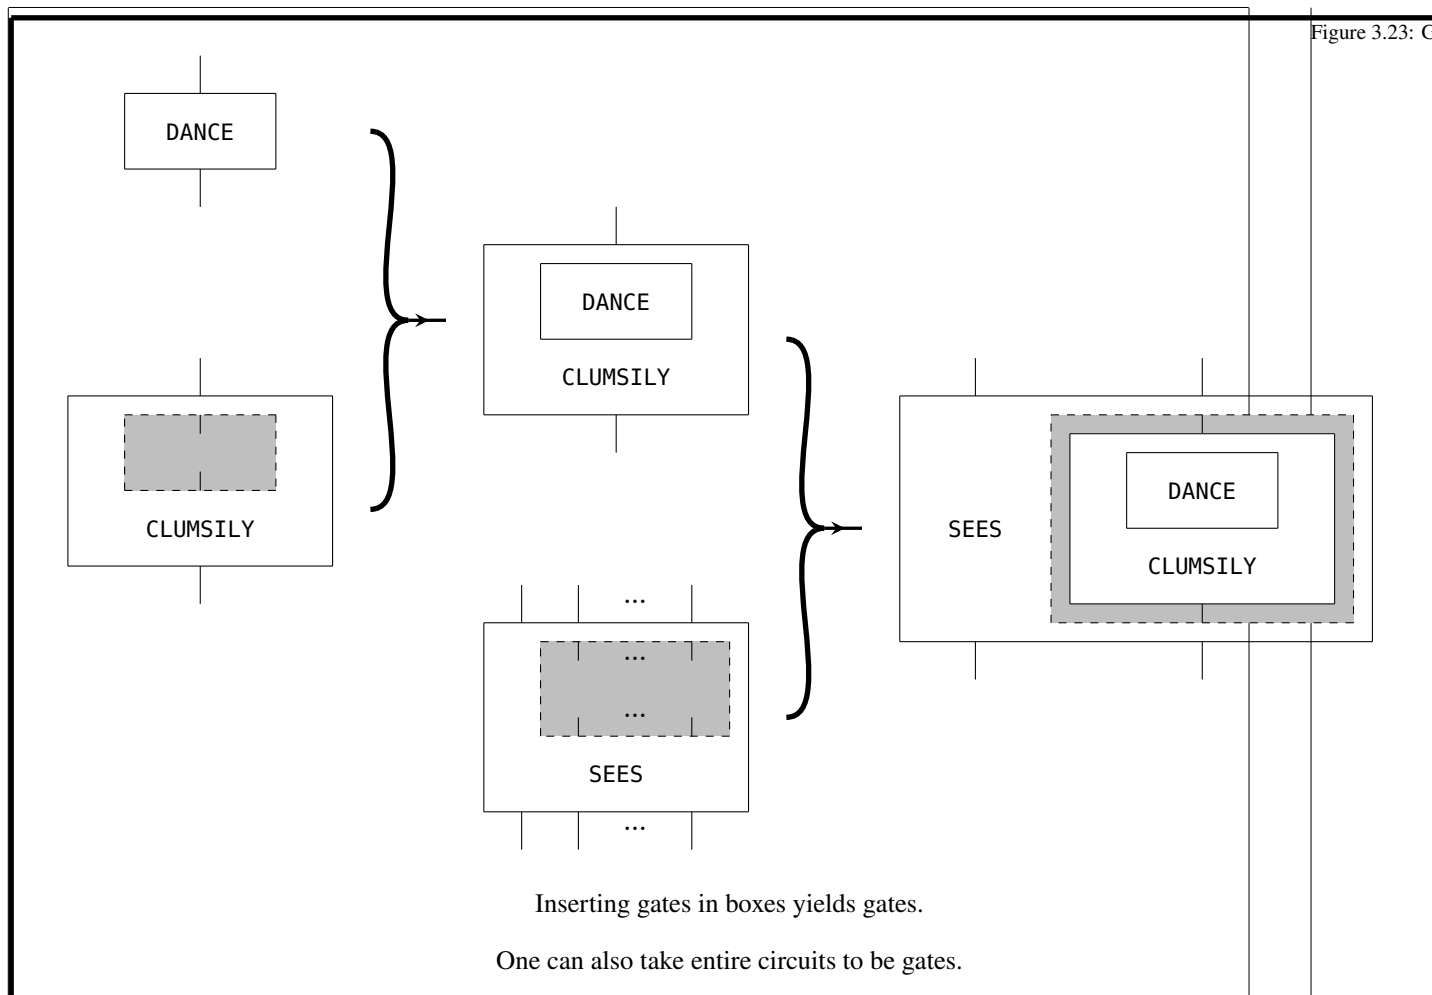 Figure 3.23: G
DANCE
DANCE
CLUMSILY
CLUMSILY
DANCE
SEES
CLUMSILY
...
...
...
SEES
...
Inserting gates in boxes yields gates.
One can also take entire circuits to be gates.